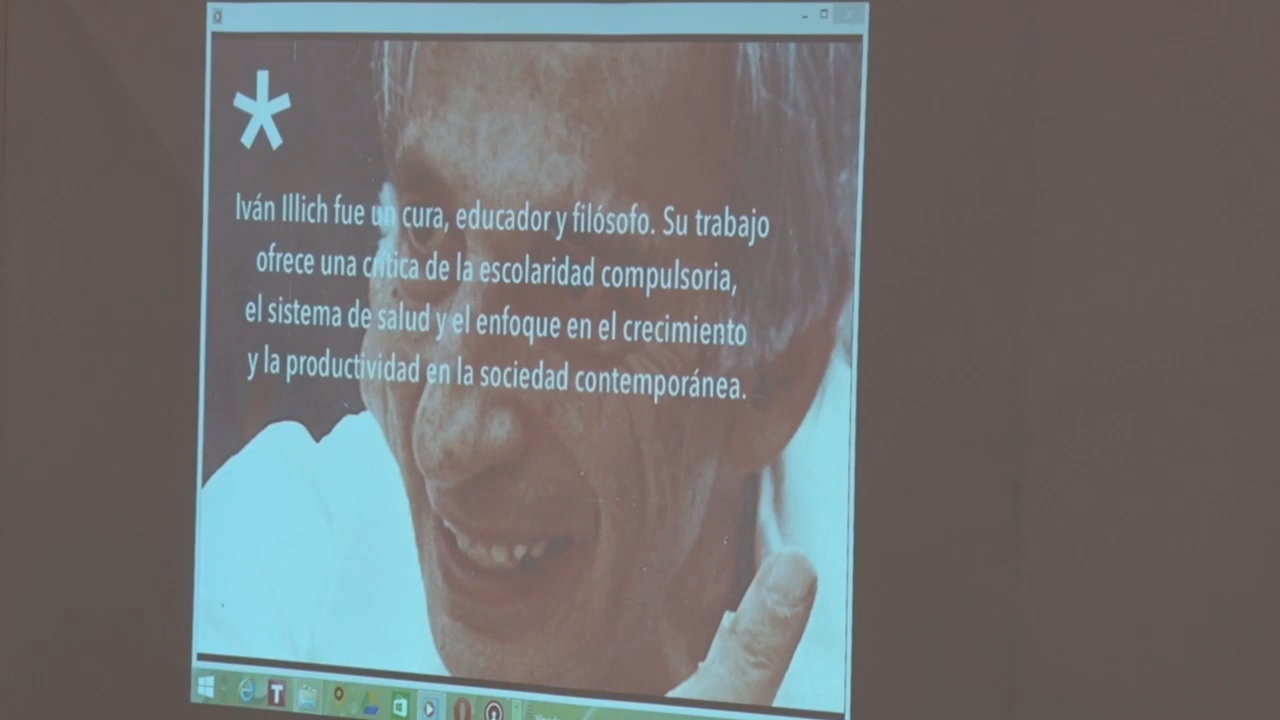 *
Iván Illich fue un cura, educador y filósofo. Su trabajo
ofrece una crítica de la escolaridad compulsoria,
el sistema de salud y el enfoque en el crecimiento
y la productividad en la sociedad contemporánea.
T